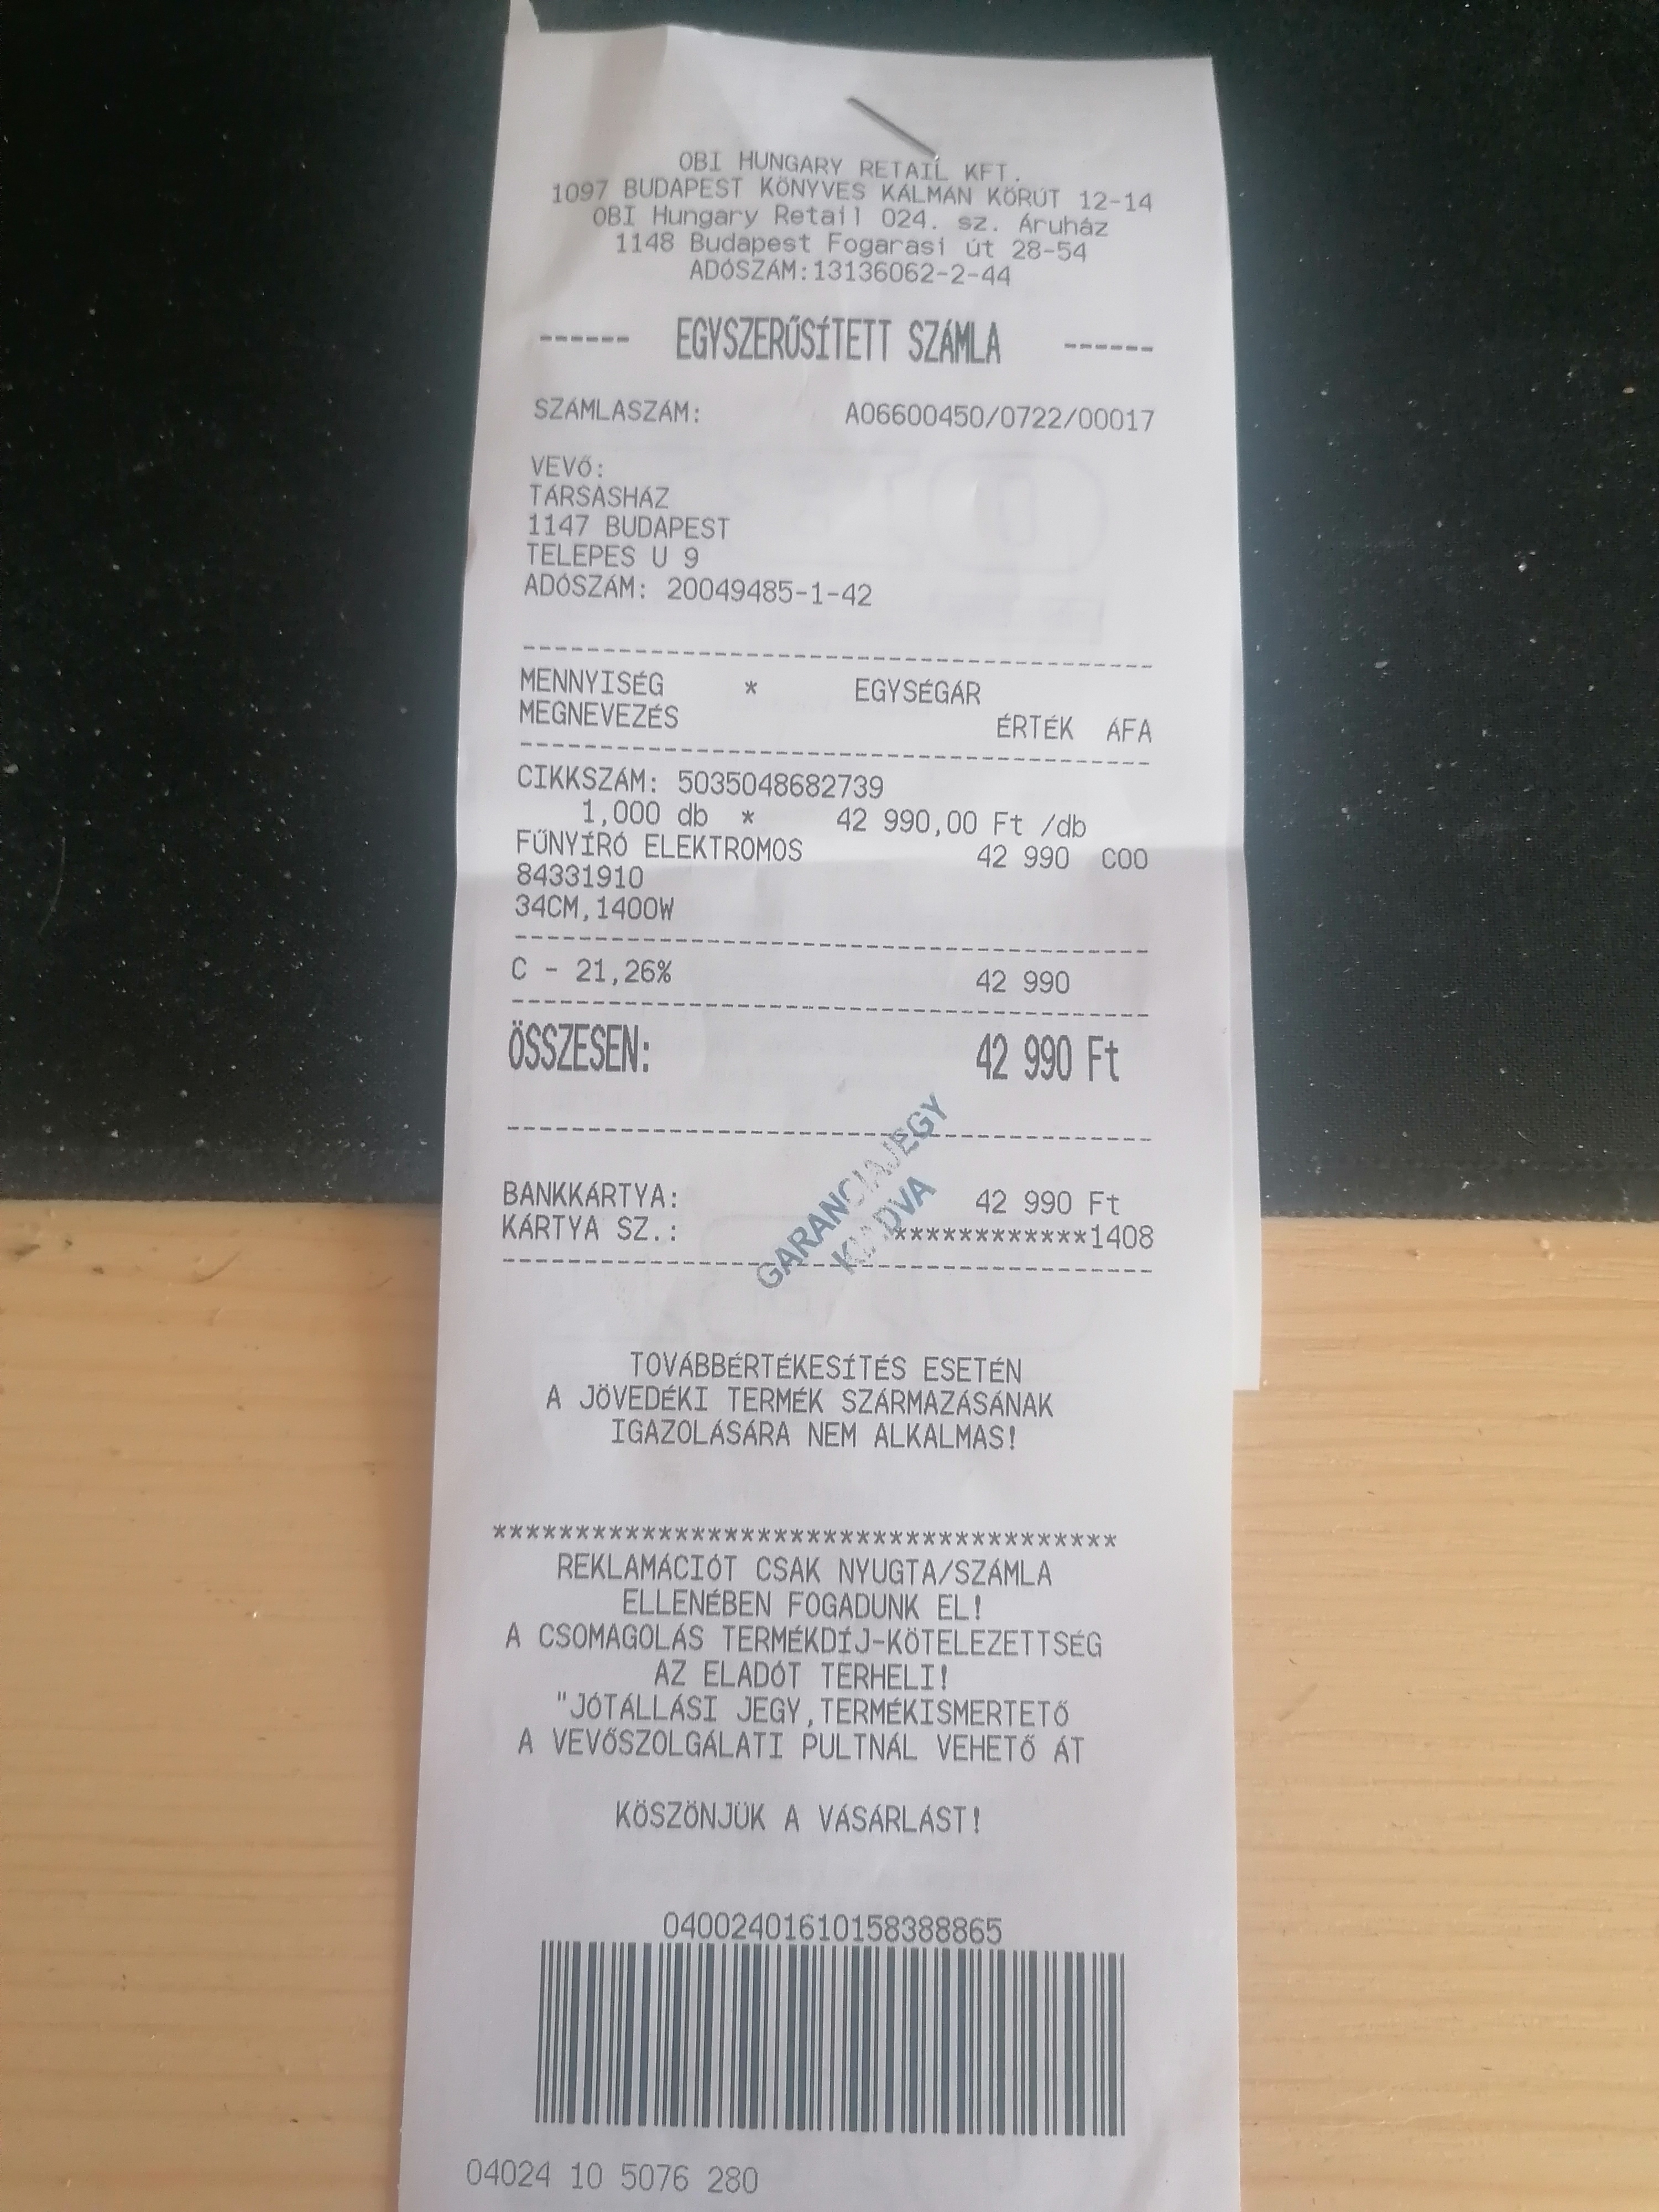 OBI HUNGARY RETAIL KFT.
1097 BUDAPEST KÖNYVES KÁLMÁN KÖRÚT 12-14
OBI Hungary Retail 024. sz. Áruház
1148 Budapest Fogarasi út 28-54
ADÓSZÁM:13136062-2-44
------ EGYSZERŰSÍTETT SZÁMLA ------
SZÁMLASZÁM: A06600450/0722/00017
VEVŐ:
TÁRSASHÁZ
1147 BUDAPEST
TELEPES U 9
ADÓSZÁM: 20049485-1-42
MENNYISÉG * EGYSÉGÁR
MEGNEVEZÉS ÉRTÉK ÁFA
CIKKSZÁM: 5035048682739
1,000 db * 42 990,00 Ft /db
FŰNYÍRÓ ELEKTROMOS 42 990 C00
84331910
34CM,1400W
C - 21,26% 42 990
ÖSSZESEN: 42 990 Ft
GARANCIAJEGY
KIADVA
BANKKÁRTYA: 42 990 Ft
KÁRTYA SZ.: ************1408
TOVÁBBÉRTÉKESÍTÉS ESETÉN
A JÖVEDÉKI TERMÉK SZÁRMAZÁSÁNAK
IGAZOLÁSÁRA NEM ALKALMAS!
**************************************
REKLAMÁCIÓT CSAK NYUGTA/SZÁMLA
ELLENÉBEN FOGADUNK EL!
A CSOMAGOLÁS TERMÉKDÍJ-KÖTELEZETTSÉG
AZ ELADÓT TERHELI!
"JÓTÁLLÁSI JEGY,TERMÉKISMERTETŐ
A VEVŐSZOLGÁLATI PULTNÁL VEHETŐ ÁT
KÖSZÖNJÜK A VÁSÁRLÁST!
04002401610158388865
04024 10 5076 280